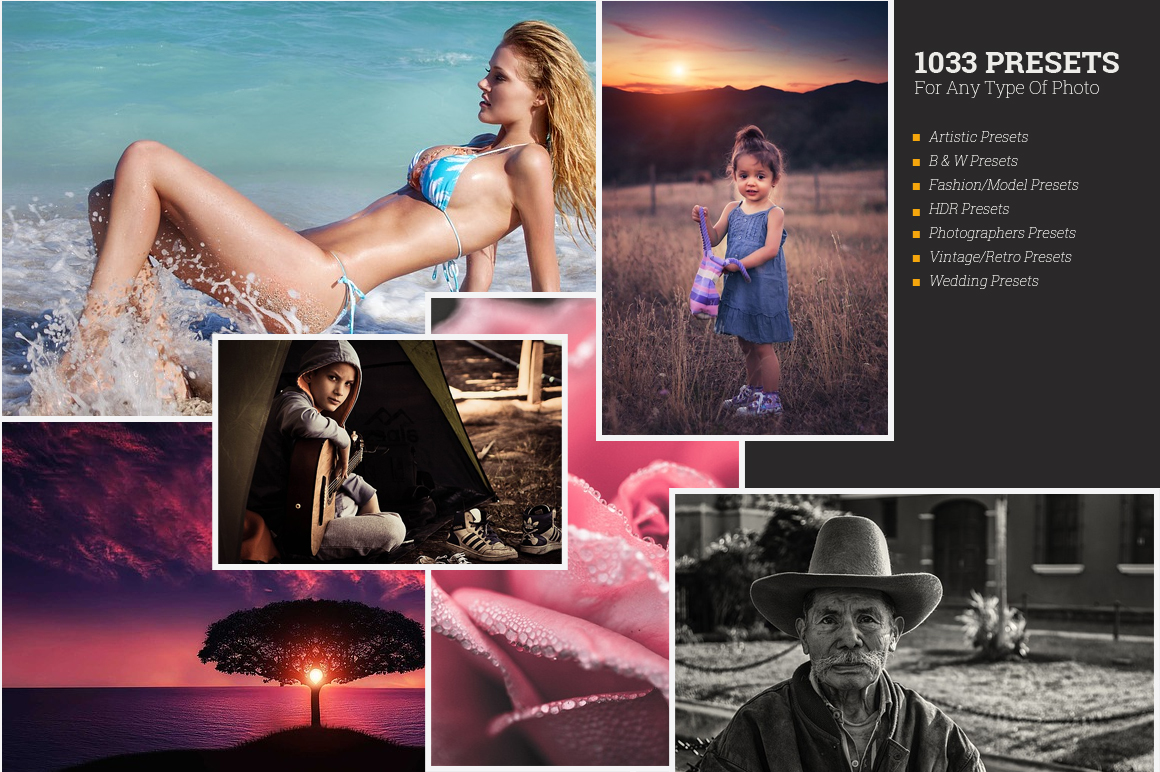 1033 PRESETS
For Any Type Of Photo
Artistic Presets
B & W Presets
Fashion/Model Presets
HDR Presets
Photographers Presets
Vintage/Retro Presets
Wedding Presets